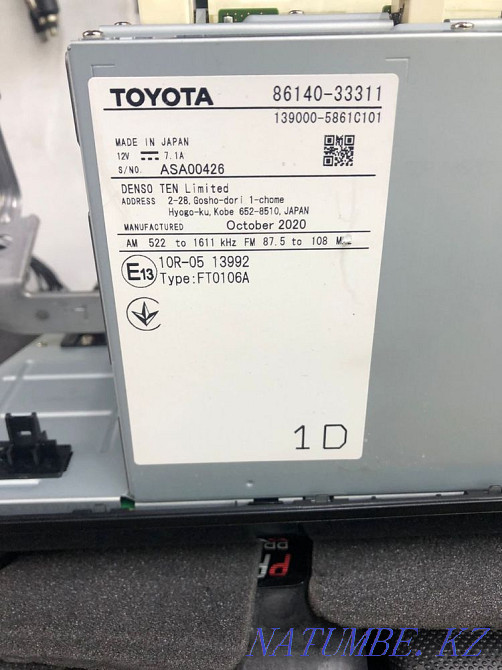 TOYOTA 86140-33311
139000-5861C101
MADE IN JAPAN
12V 7.1A
S/NO. ASA00426
DENSO TEN Limited
ADDRESS 2-28, Gosho-dori 1-chome
Hyogo-ku, Kobe 652-8510, JAPAN
MANUFACTURED October 2020
AM 522 to 1611 kHz FM 87.5 to 108 M
E13 10R-05 13992
Type:FT0106A
1D
NATUMBE.KZ